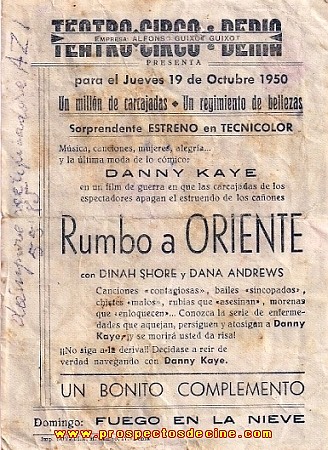 TEATRO-CIRCO : DENIA
EMPRESA: ALFONSO GUIXOT GUIXOT
PRESENTA
para el Jueves 19 de Octubre 1950
Un millón de carcajadas • Un regimiento de bellezas
Sorprendente ESTRENO en TECNICOLOR
Música, canciones, mujeres, alegría...
y la última moda de lo cómico:
DANNY KAYE
en un film de guerra en que las carcajadas de los
espectadores apagan el estruendo de los cañones
Rumbo a ORIENTE
con DINAH SHORE y DANA ANDREWS
Canciones «contagiosas», bailes «sincopados»,
chistes «malos», rubias que «asesinan», morenas
que «enloquecen»... Conozca la serie de enferme-
dades que aquejan, persiguen y atosigan a Danny
Kaye, ¡y se morirá usted da risa!
¡¡No siga a la deriva!! Decídase a reir de
verdad navegando con Danny Kaye.
UN BONITO COMPLEMENTO
Domingo: FUEGO EN LA NIEVE
Imp.
www.prospectosdecine.com